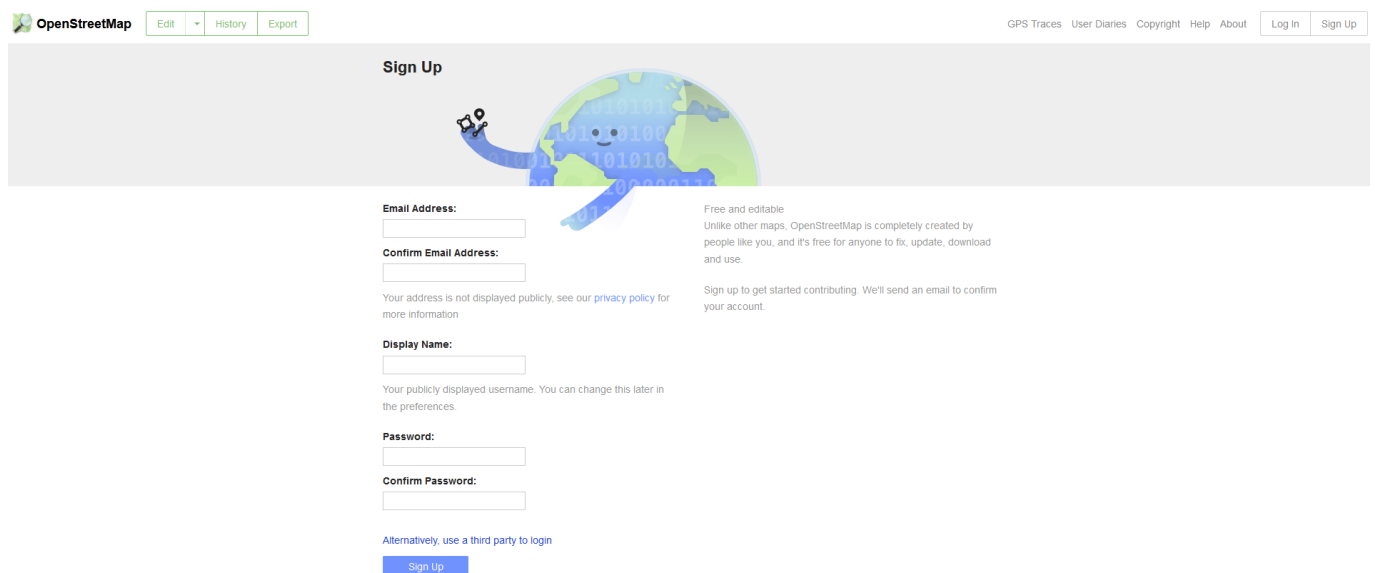 OpenStreetMap
Edit
History
Export
GPS Traces
User Diaries
Copyright
Help
About
Log In
Sign Up
Sign Up
Email Address:
Confirm Email Address:
Your address is not displayed publicly, see our privacy policy for
more information
Display Name:
Your publicly displayed username. You can change this later in
the preferences.
Password:
Confirm Password:
Alternatively, use a third party to login
Sign Up
Free and editable
Unlike other maps, OpenStreetMap is completely created by
people like you, and it's free for anyone to fix, update, download
and use.
Sign up to get started contributing. We'll send an email to confirm
your account.